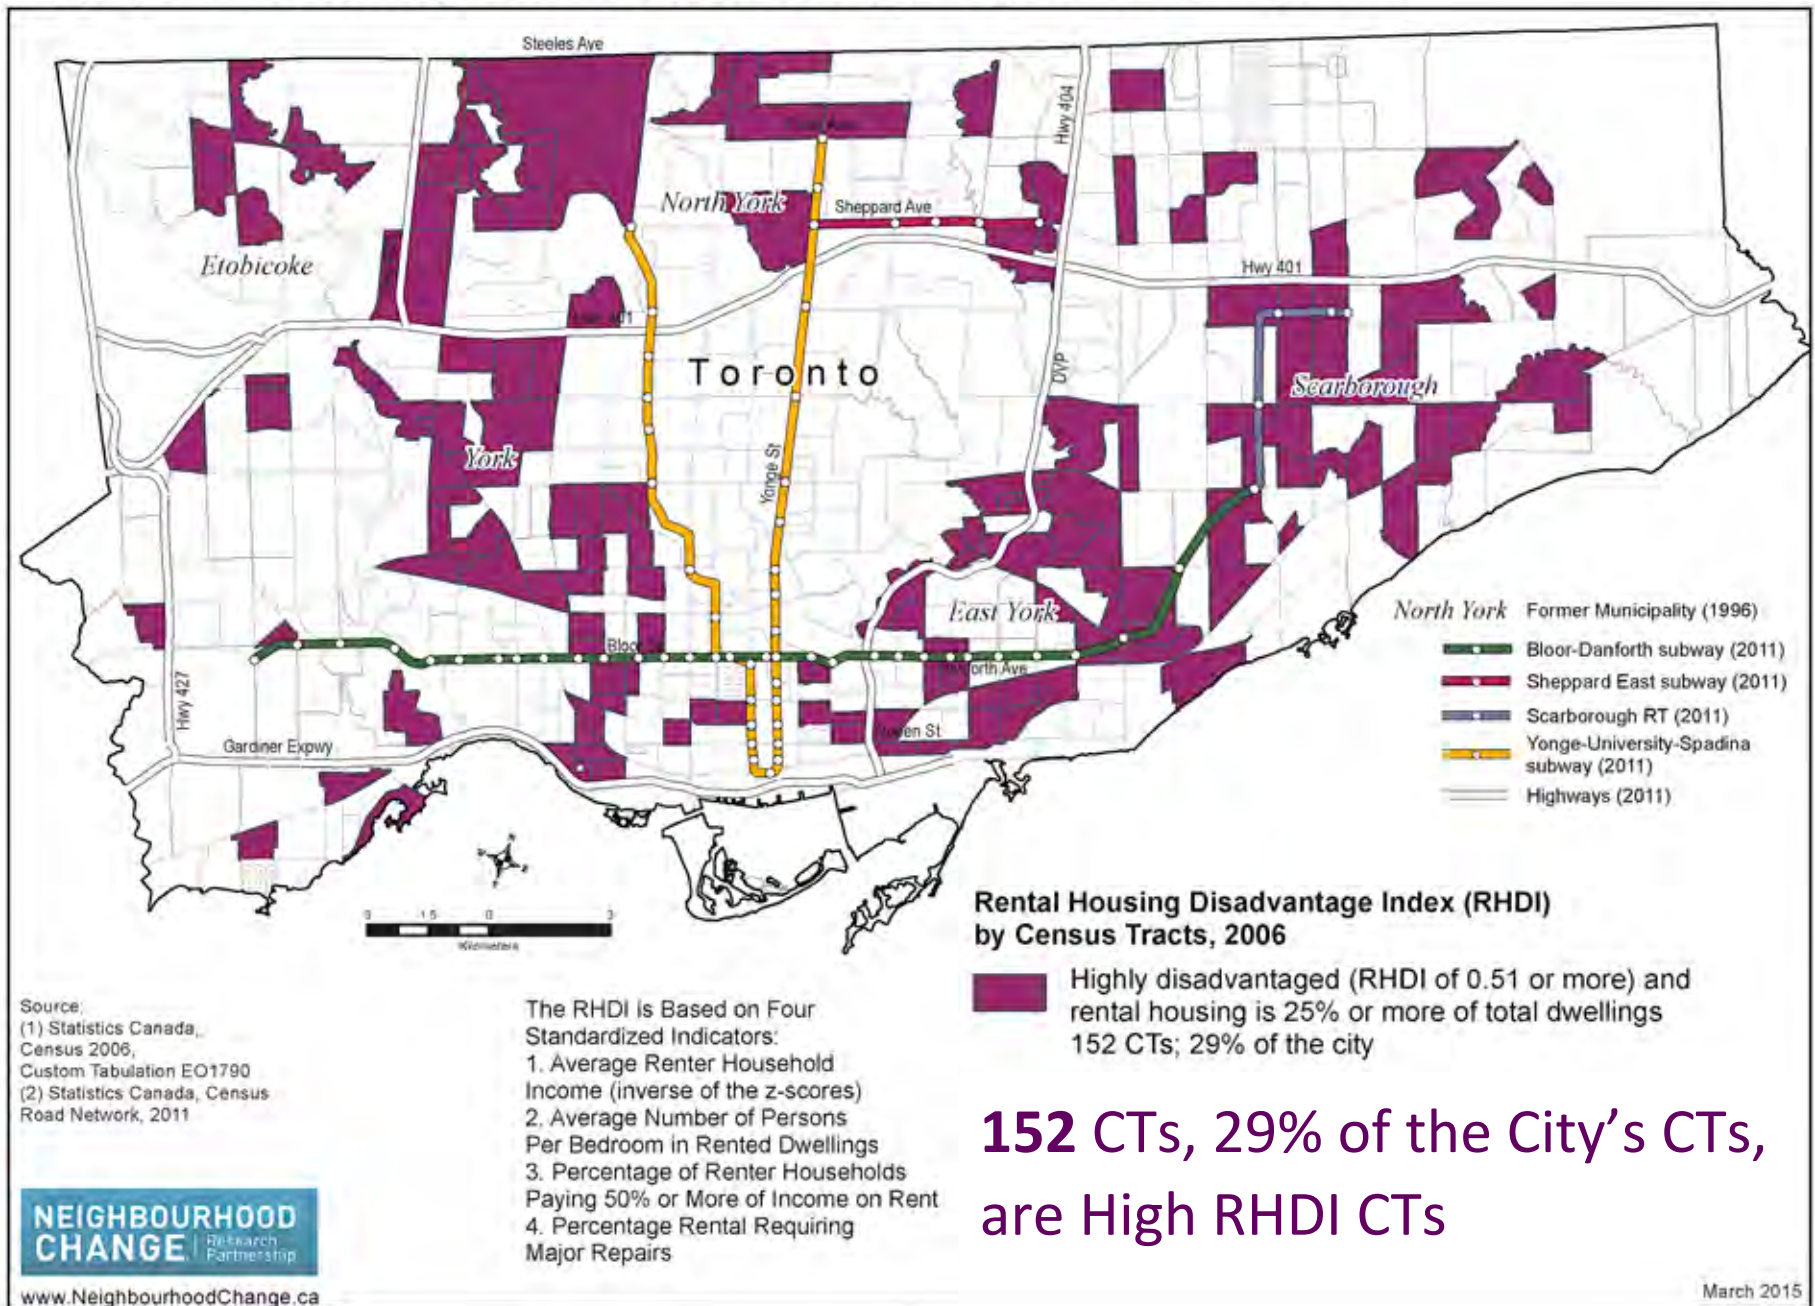 Steeles Ave
Hwy 404
North York
Sheppard Ave
Etobicoke
Hwy 401
Toronto
DVP
Scarborough
York
Yonge St
East York
Bloor
Ave
Hwy 427
St
Gardiner Expwy
North York Former Municipality (1996)
Bloor-Danforth subway (2011)
Sheppard East subway (2011)
Scarborough RT (2011)
Yonge-University-Spadina
subway (2011)
Highways (2011)
Kilometers
Rental Housing Disadvantage Index (RHDI)
by Census Tracts, 2006
Highly disadvantaged (RHDI of 0.51 or more) and
rental housing is 25% or more of total dwellings
152 CTs; 29% of the city
Source:
(1) Statistics Canada,
Census 2006,
Custom Tabulation EO1790
(2) Statistics Canada, Census
Road Network, 2011
The RHDI is Based on Four
Standardized Indicators:
1. Average Renter Household
Income (inverse of the z-scores)
2. Average Number of Persons
Per Bedroom in Rented Dwellings
3. Percentage of Renter Households
Paying 50% or More of Income on Rent
4. Percentage Rental Requiring
Major Repairs
152 CTs, 29% of the City’s CTs,
are High RHDI CTs
NEIGHBOURHOOD
CHANGE Research
Partnership
www.NeighbourhoodChange.ca
March 2015